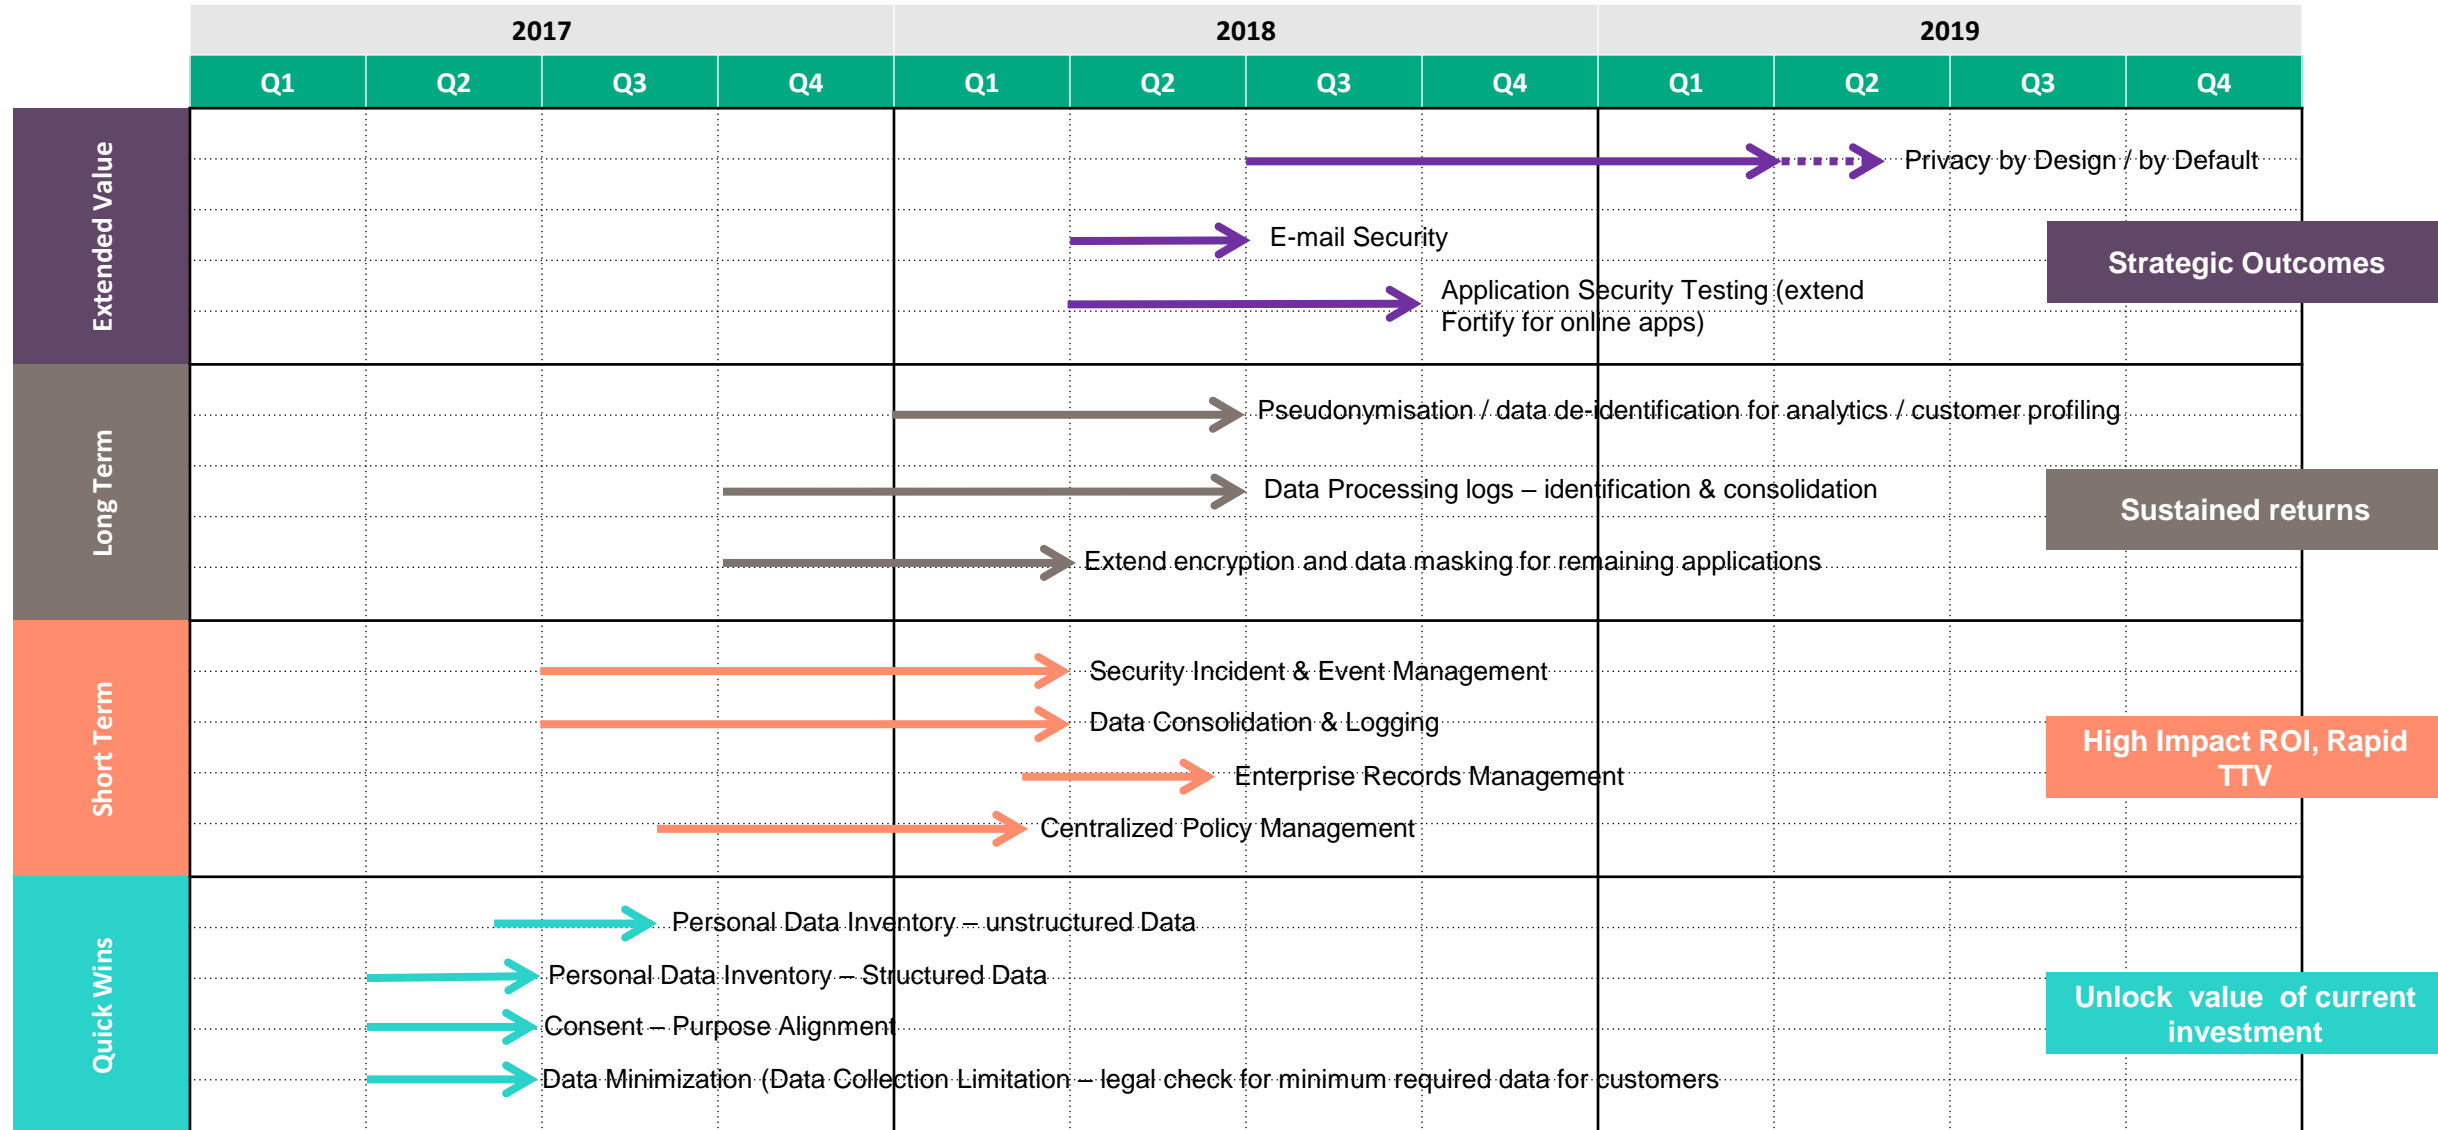 2017 2018 2019
Q1 Q2 Q3 Q4 Q1 Q2 Q3 Q4 Q1 Q2 Q3 Q4
Extended Value
Privacy by Design / by Default
E-mail Security
Application Security Testing (extend
Fortify for online apps)
Strategic Outcomes
Long Term
Pseudonymisation / data de-identification for analytics / customer profiling
Data Processing logs – identification & consolidation
Extend encryption and data masking for remaining applications
Sustained returns
Short Term
Security Incident & Event Management
Data Consolidation & Logging
Enterprise Records Management
Centralized Policy Management
High Impact ROI, Rapid
TTV
Quick Wins
Personal Data Inventory – unstructured Data
Personal Data Inventory – Structured Data
Consent – Purpose Alignment
Data Minimization (Data Collection Limitation – legal check for minimum required data for customers
Unlock value of current
investment